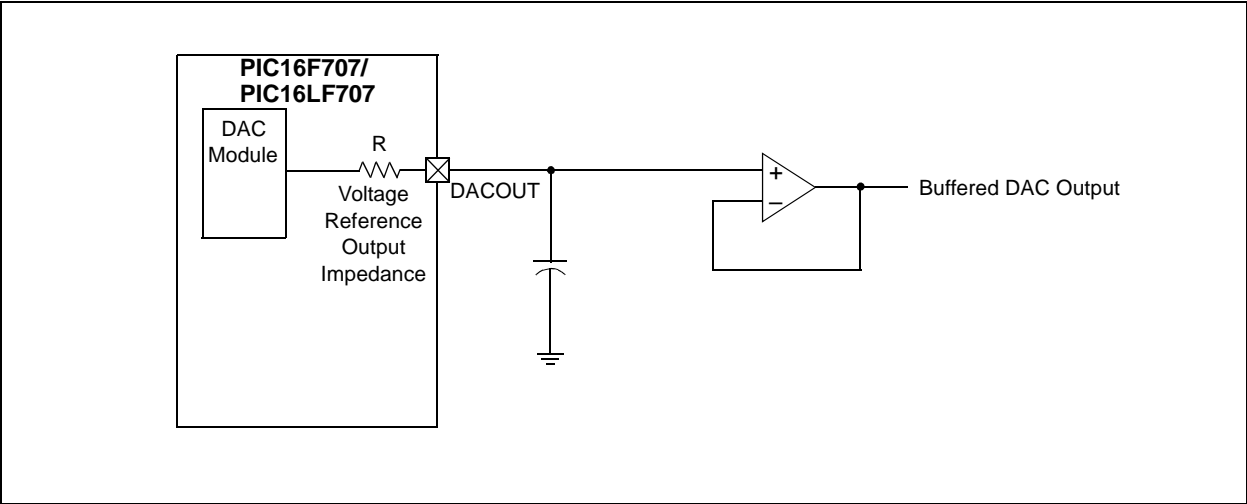 PIC16F707/
PIC16LF707
DAC
Module
R
Voltage
Reference
Output
Impedance
DACOUT
+
–
Buffered DAC Output